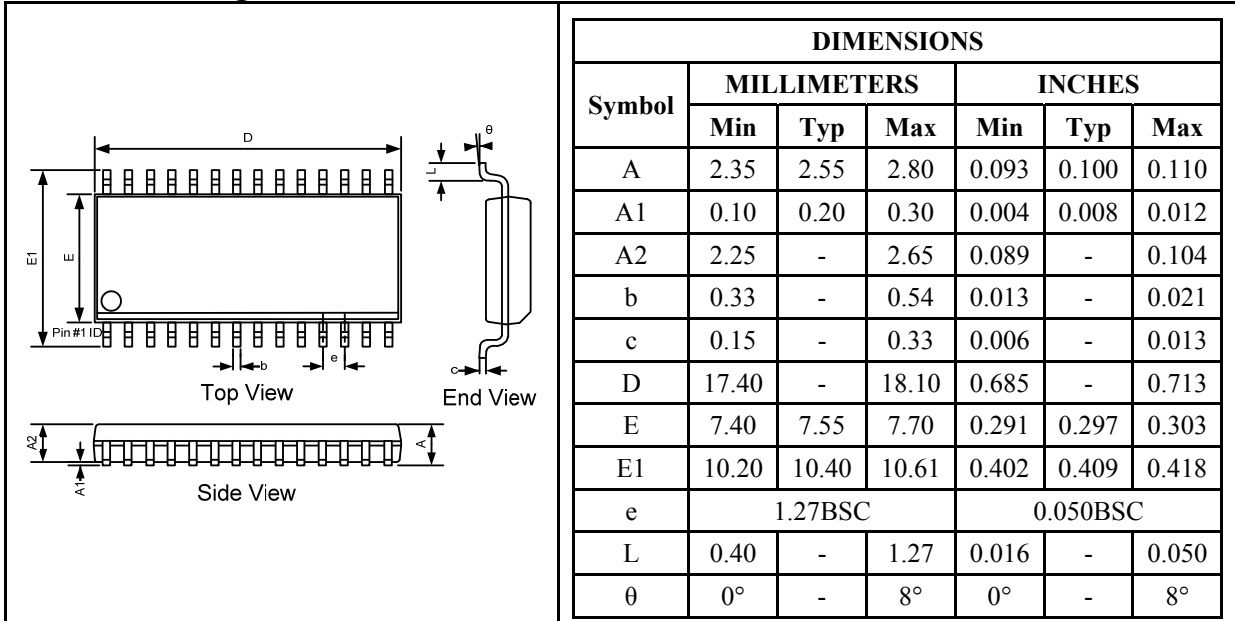 D
E1
E
Pin #1 ID
b
e
Top View
θ
L
c
End View
A2
A1
A
Side View
DIMENSIONS
Symbol MILLIMETERS INCHES
Min Typ Max Min Typ Max
A 2.35 2.55 2.80 0.093 0.100 0.110
A1 0.10 0.20 0.30 0.004 0.008 0.012
A2 2.25 - 2.65 0.089 - 0.104
b 0.33 - 0.54 0.013 - 0.021
c 0.15 - 0.33 0.006 - 0.013
D 17.40 - 18.10 0.685 - 0.713
E 7.40 7.55 7.70 0.291 0.297 0.303
E1 10.20 10.40 10.61 0.402 0.409 0.418
e 1.27BSC 0.050BSC
L 0.40 - 1.27 0.016 - 0.050
θ 0° - 8° 0° - 8°